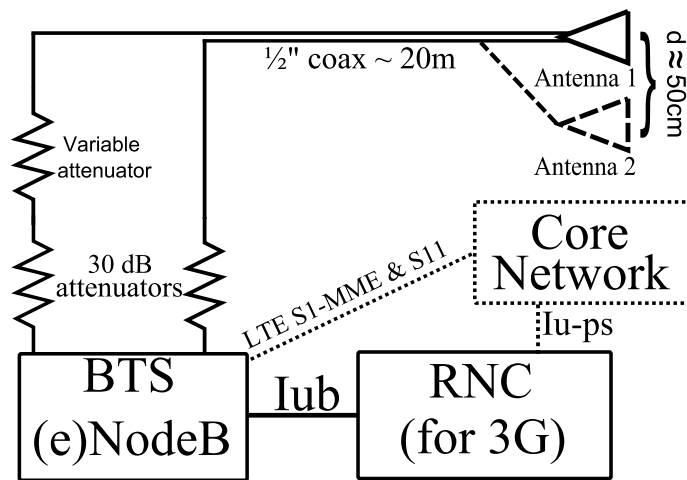 ½" coax ~ 20m
Antenna 1
d ≈ 50cm
Variable
attenuator
Antenna 2
30 dB
attenuators
LTE S1-MME & S11
Core
Network
Iu-ps
BTS
(e)NodeB
Iub
RNC
(for 3G)